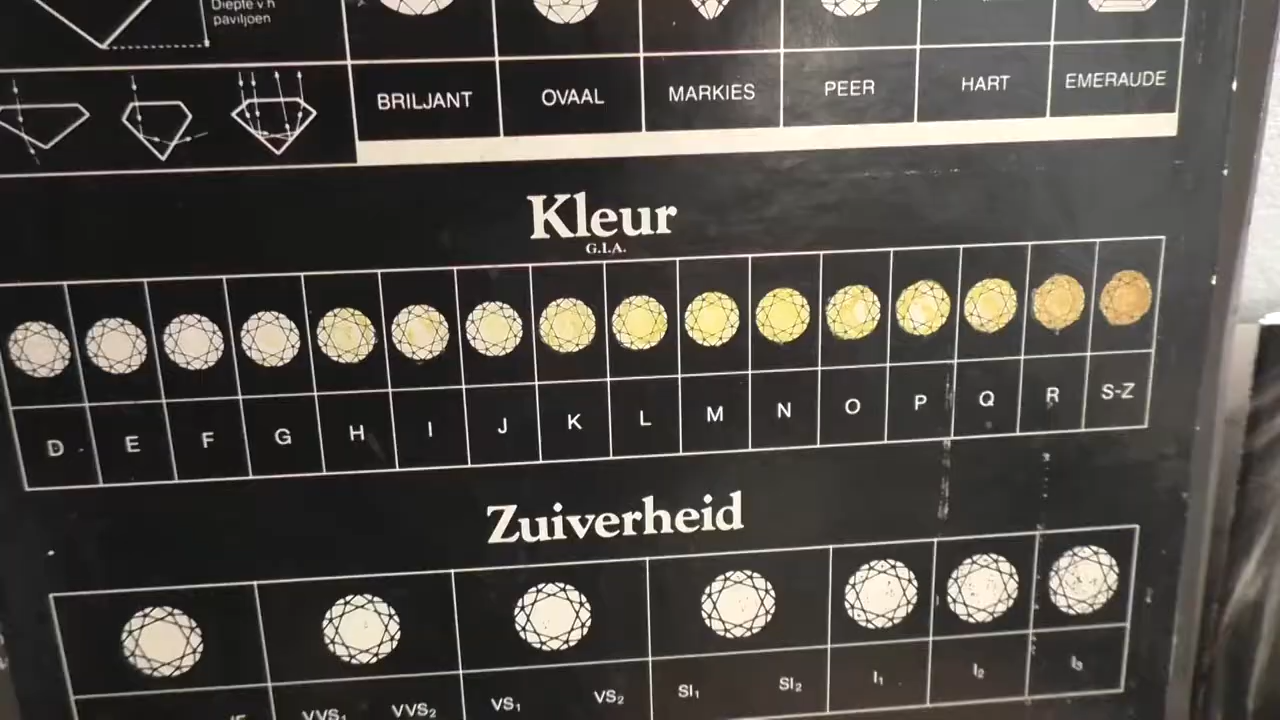 Diepte v h
paviljoen
BRILJANT OVAAL MARKIES PEER HART EMERAUDE
Kleur
G.I.A.
D E F G H I J K L M N O P Q R S-Z
Zuiverheid
IF VVS₁ VVS₂ VS₁ VS₂ SI₁ SI₂ I₁ I₂ I₃